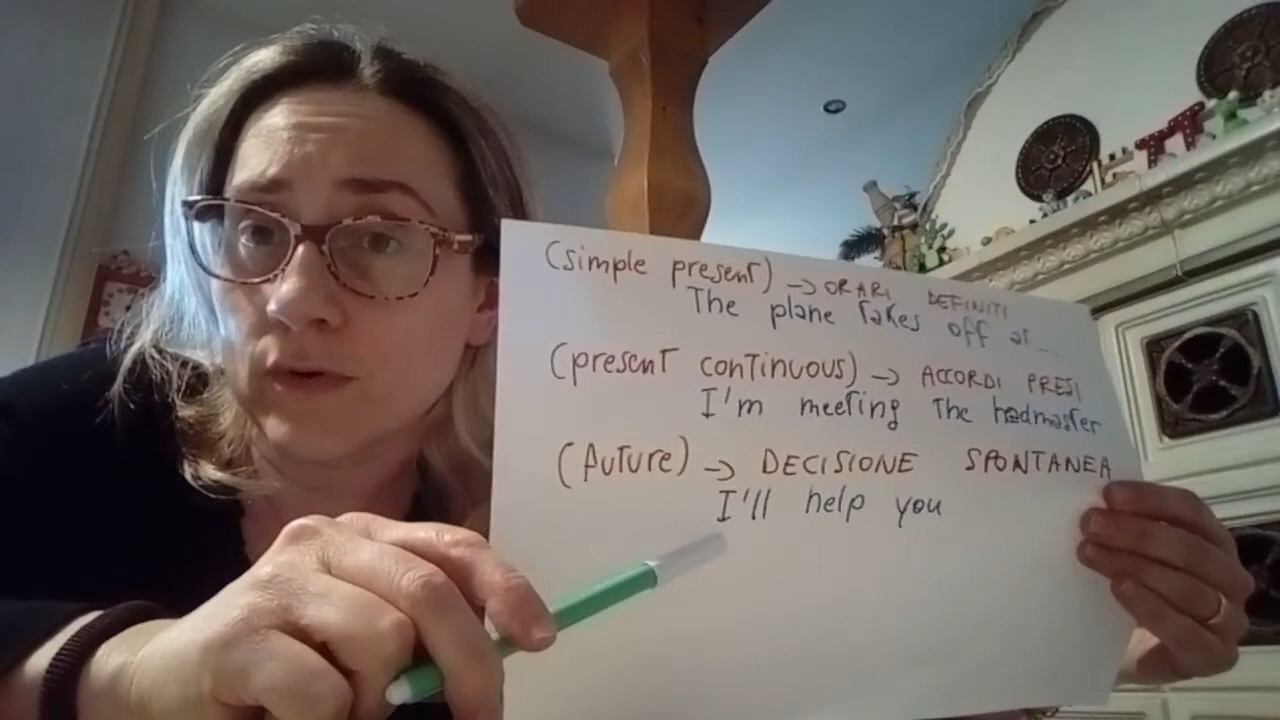 (simple present) → ORARI DEFINITI
The plane takes off at ...
(present continuous) → ACCORDI PRESI
I'm meeting the hedmaster
(future) → DECISIONE SPONTANEA
I'll help you